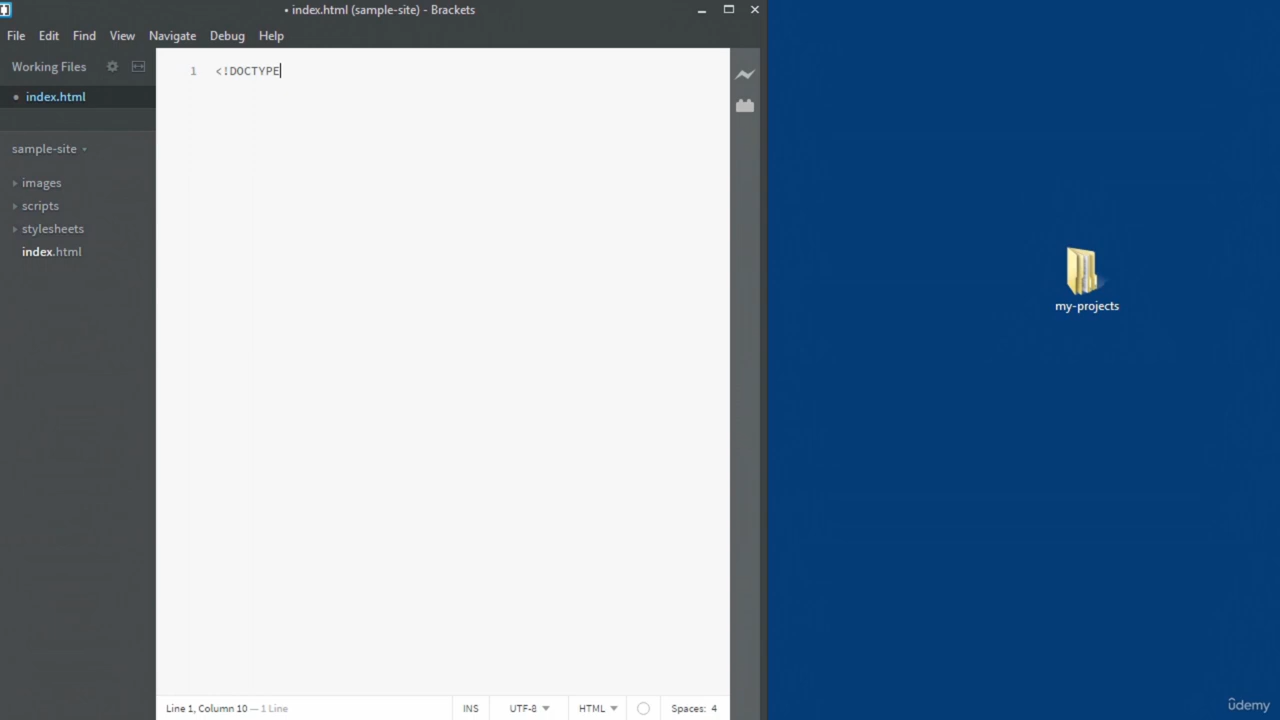 • index.html (sample-site) - Brackets
File Edit Find View Navigate Debug Help
Working Files
index.html
sample-site
images
scripts
stylesheets
index.html
1 <!DOCTYPE
Line 1, Column 10 — 1 Line
INS UTF-8 HTML Spaces: 4
my-projects
ûdemy